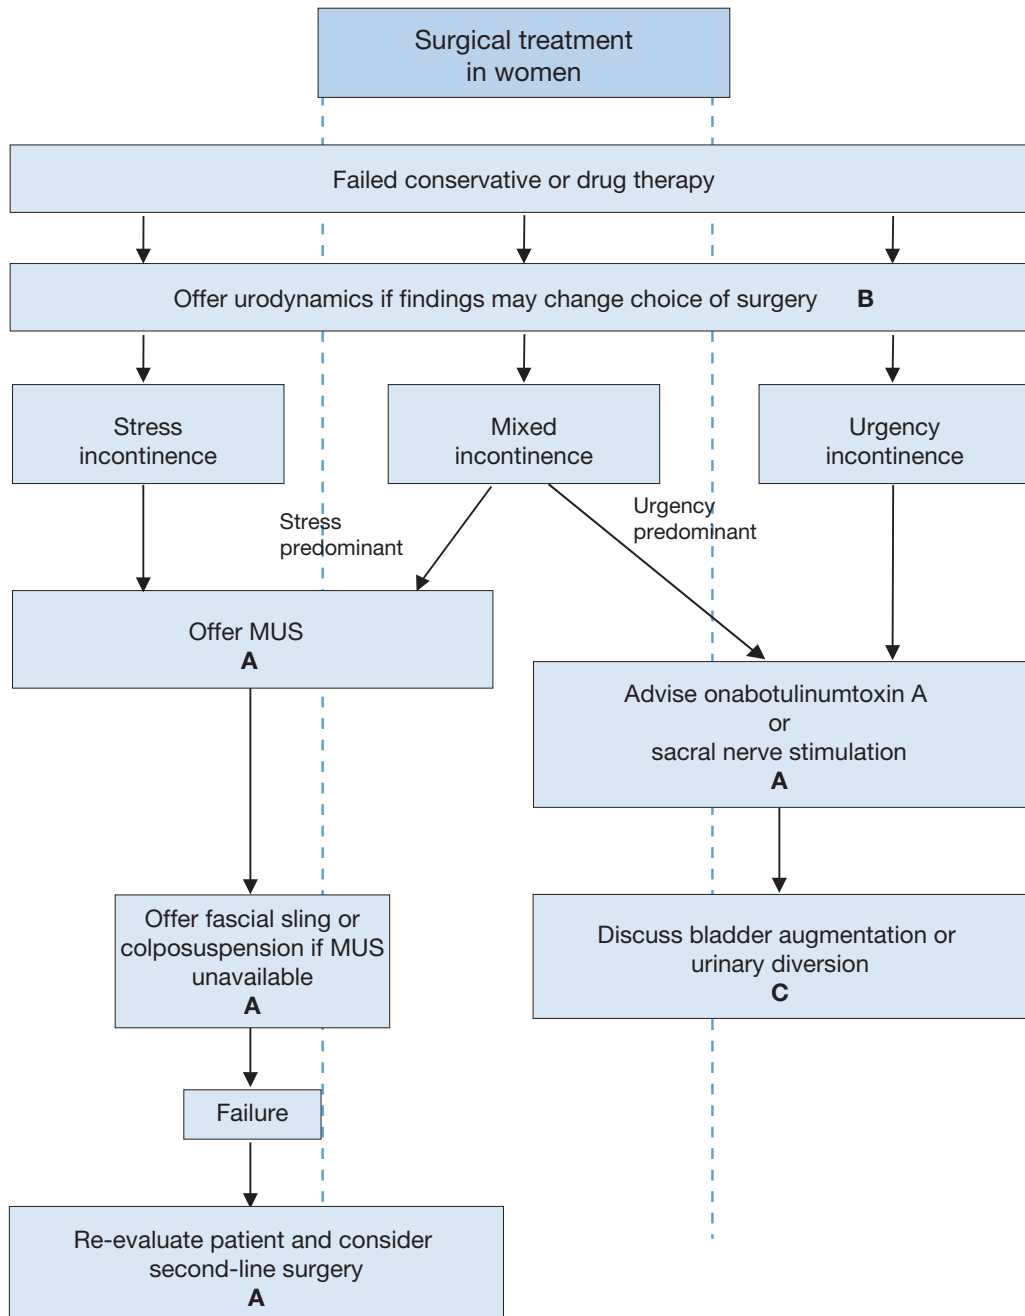 Surgical treatment
in women
Failed conservative or drug therapy
Offer urodynamics if findings may change choice of surgery B
Stress
incontinence
Mixed
incontinence
Urgency
incontinence
Stress
predominant
Urgency
predominant
Offer MUS
A
Advise onabotulinumtoxin A
or
sacral nerve stimulation
A
Offer fascial sling or
colposuspension if MUS
unavailable
A
Discuss bladder augmentation or
urinary diversion
C
Failure
Re-evaluate patient and consider
second-line surgery
A